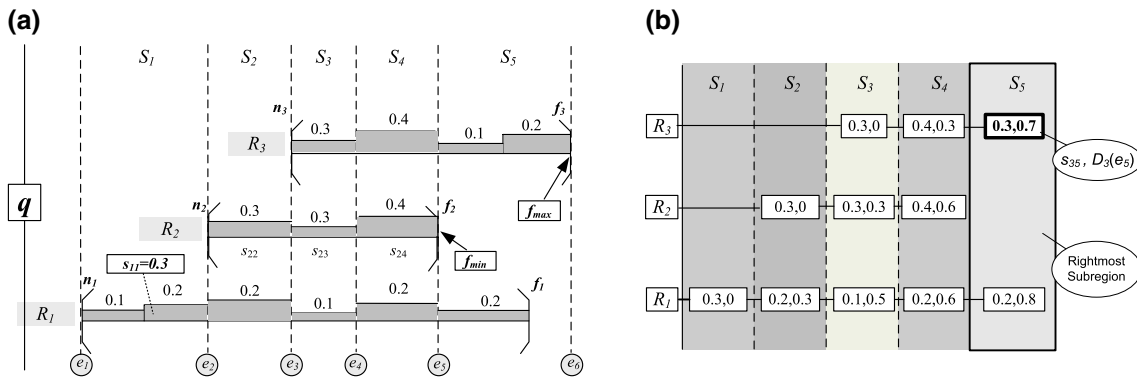 (a)
S1 S2 S3 S4 S5
n3 f3
0.3 0.4 0.1 0.2
R3
q
fmax
n2 f2
0.3 0.3 0.4
R2
s22 s23 s24
fmin
s11=0.3
n1 f1
0.1 0.2 0.2 0.1 0.2 0.2
R1
e1 e2 e3 e4 e5 e6
(b)
S1 S2 S3 S4 S5
R3 0.3,0 0.4,0.3 0.3,0.7
s35 , D3(e5)
R2 0.3,0 0.3,0.3 0.4,0.6
Rightmost
Subregion
R1 0.3,0 0.2,0.3 0.1,0.5 0.2,0.6 0.2,0.8